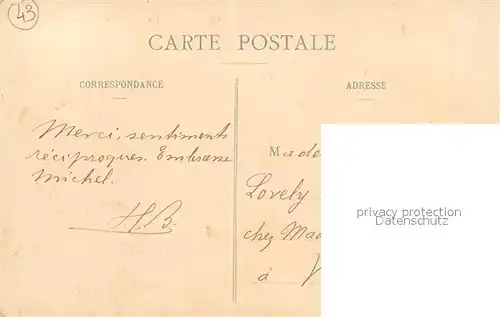 43
CARTE POSTALE
CORRESPONDANCE
ADRESSE
Merci, sentiments
réciproques. Embrasse
Michel.
H.B.
Mada
Lovely
chez Mad
à V
privacy protection
Datenschutz